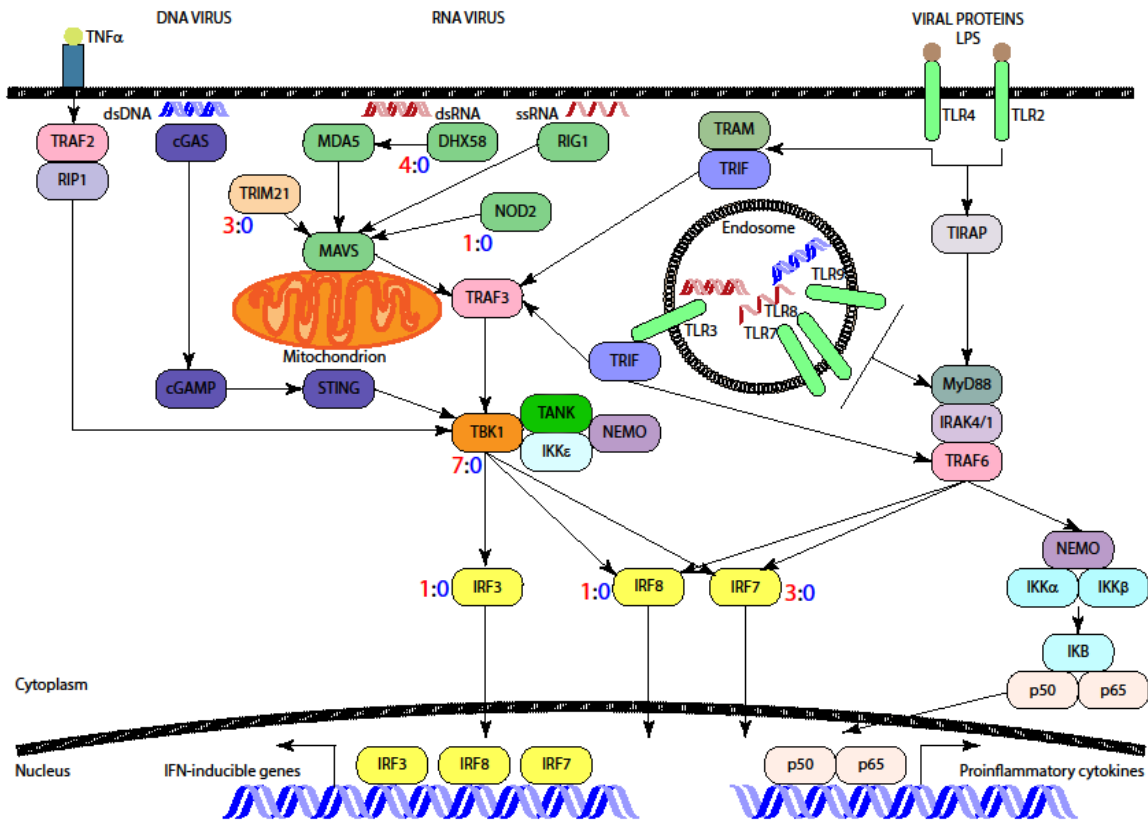 DNA VIRUS
RNA VIRUS
VIRAL PROTEINS
LPS
TNFα
dsDNA
dsRNA
ssRNA
TLR4
TLR2
TRAF2
cGAS
MDA5
DHX58
RIG1
TRAM
4:0
RIP1
TRIF
TRIM21
NOD2
3:0
1:0
MAVS
Endosome
TIRAP
TLR9
TRAF3
TLR8
TLR7
TLR3
Mitochondrion
TRIF
cGAMP
STING
MyD88
TANK
TBK1
NEMO
IRAK4/1
IKKε
7:0
TRAF6
NEMO
1:0
IRF3
1:0
IRF8
IRF7
3:0
IKKα
IKKβ
IKB
Cytoplasm
p50
p65
Nucleus
IFN-inducible genes
IRF3
IRF8
IRF7
p50
p65
Proinflammatory cytokines